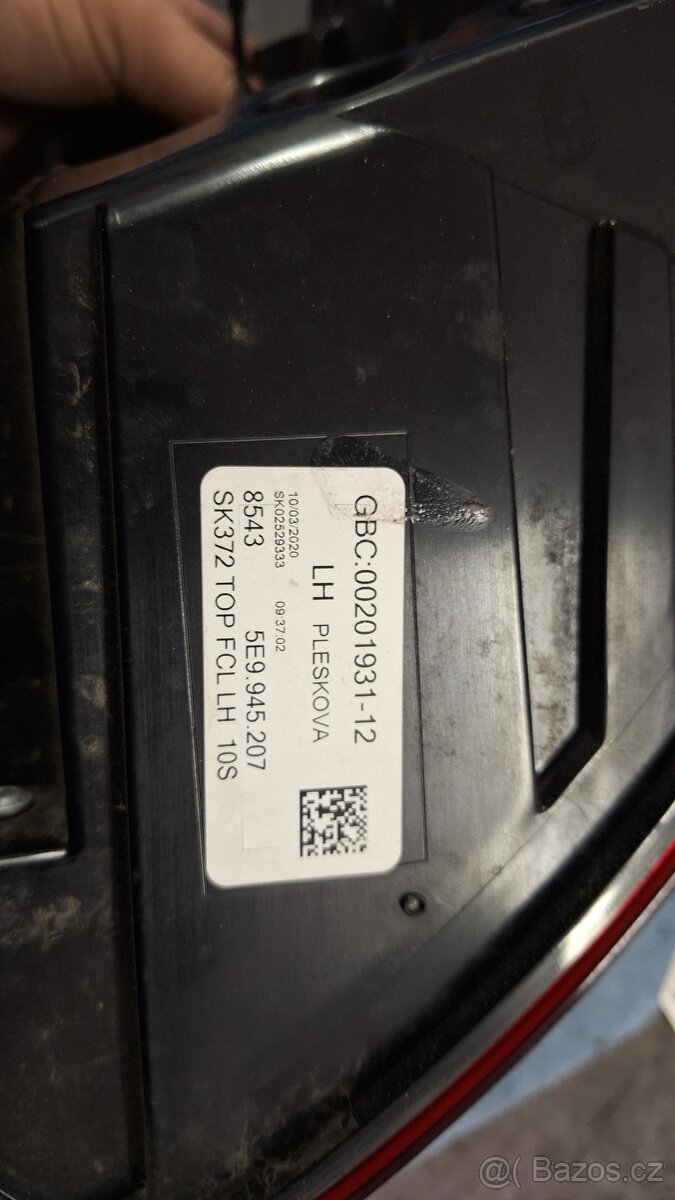 GBC:00201931-12
LH PLESKOVA
10/03/2020 09:37:02
SK02529333
8543 5E9.945.207
SK372 TOP FCL LH 10S
@( Bazos.cz